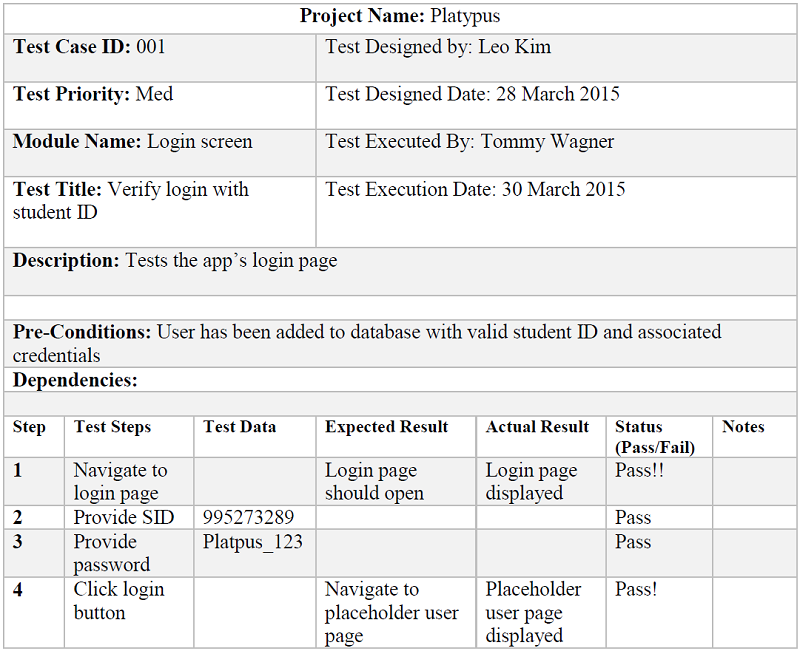 Project Name: Platypus
Test Case ID: 001
Test Designed by: Leo Kim
Test Priority: Med
Test Designed Date: 28 March 2015
Module Name: Login screen
Test Executed By: Tommy Wagner
Test Title: Verify login with
student ID
Test Execution Date: 30 March 2015
Description: Tests the app’s login page
Pre-Conditions: User has been added to database with valid student ID and associated
credentials
Dependencies:
Step
Test Steps
Test Data
Expected Result
Actual Result
Status
(Pass/Fail)
Notes
1
Navigate to
login page
Login page
should open
Login page
displayed
Pass!!
2
Provide SID
995273289
Pass
3
Provide
password
Platpus_123
Pass
4
Click login
button
Navigate to
placeholder user
page
Placeholder
user page
displayed
Pass!